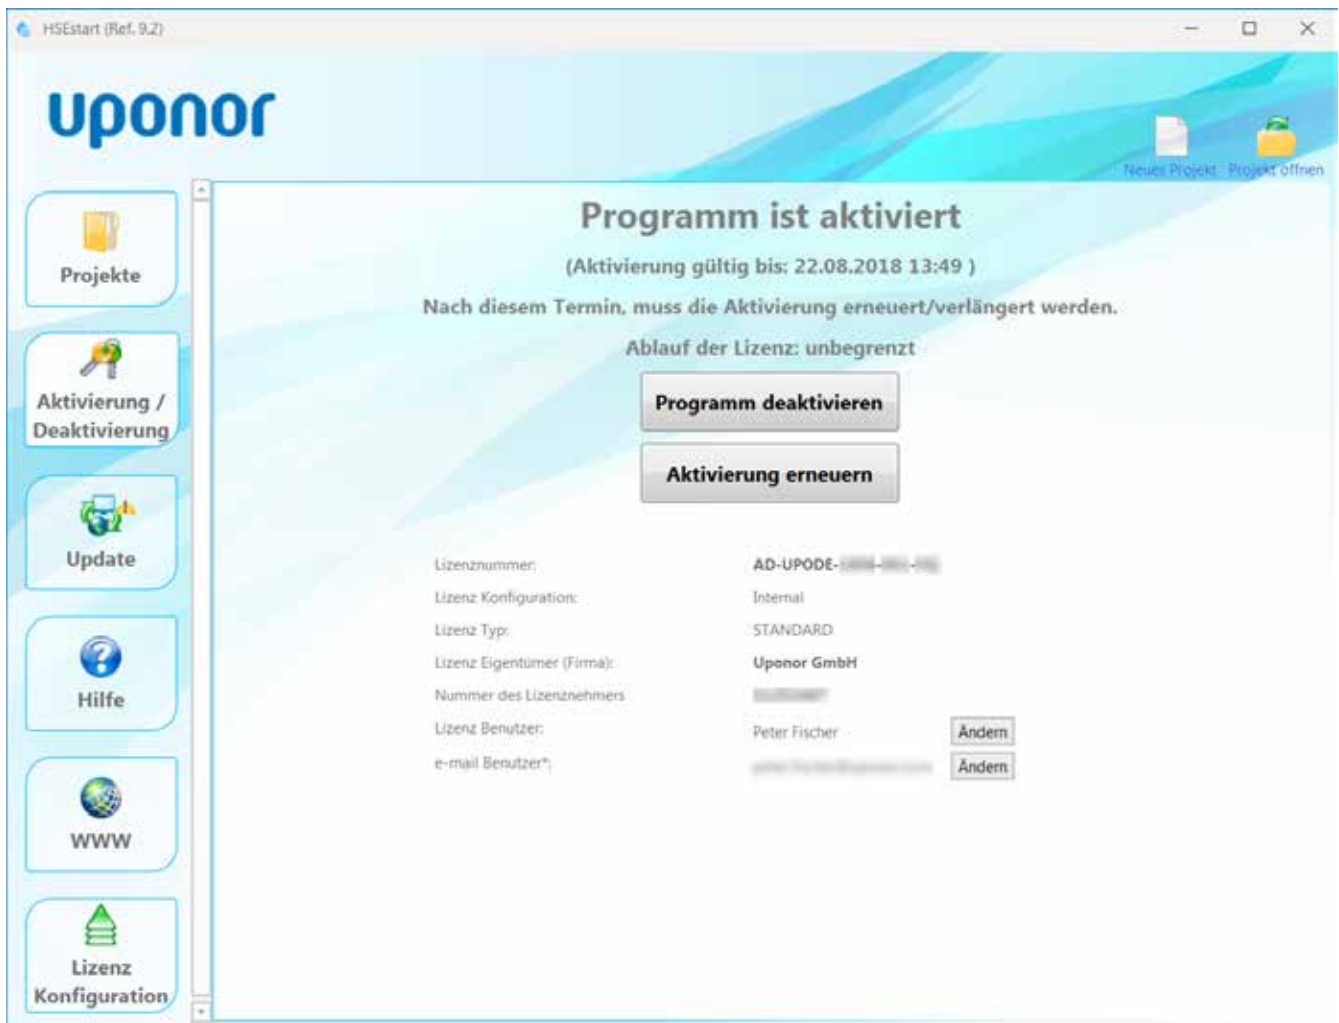 HSEstart (Ref. 9.2)
uponor
Neues Projekt Projekt öffnen
Projekte
Aktivierung /
Deaktivierung
Update
Hilfe
WWW
Lizenz
Konfiguration
Programm ist aktiviert
(Aktivierung gültig bis: 22.08.2018 13:49 )
Nach diesem Termin, muss die Aktivierung erneuert/verlängert werden.
Ablauf der Lizenz: unbegrenzt
Programm deaktivieren
Aktivierung erneuern
Lizenznummer: AD-UPODE-
Lizenz Konfiguration: Internal
Lizenz Typ: STANDARD
Lizenz Eigentümer (Firma): Uponor GmbH
Nummer des Lizenznehmers
Lizenz Benutzer: Peter Fischer Ändern
e-mail Benutzer*: Ändern